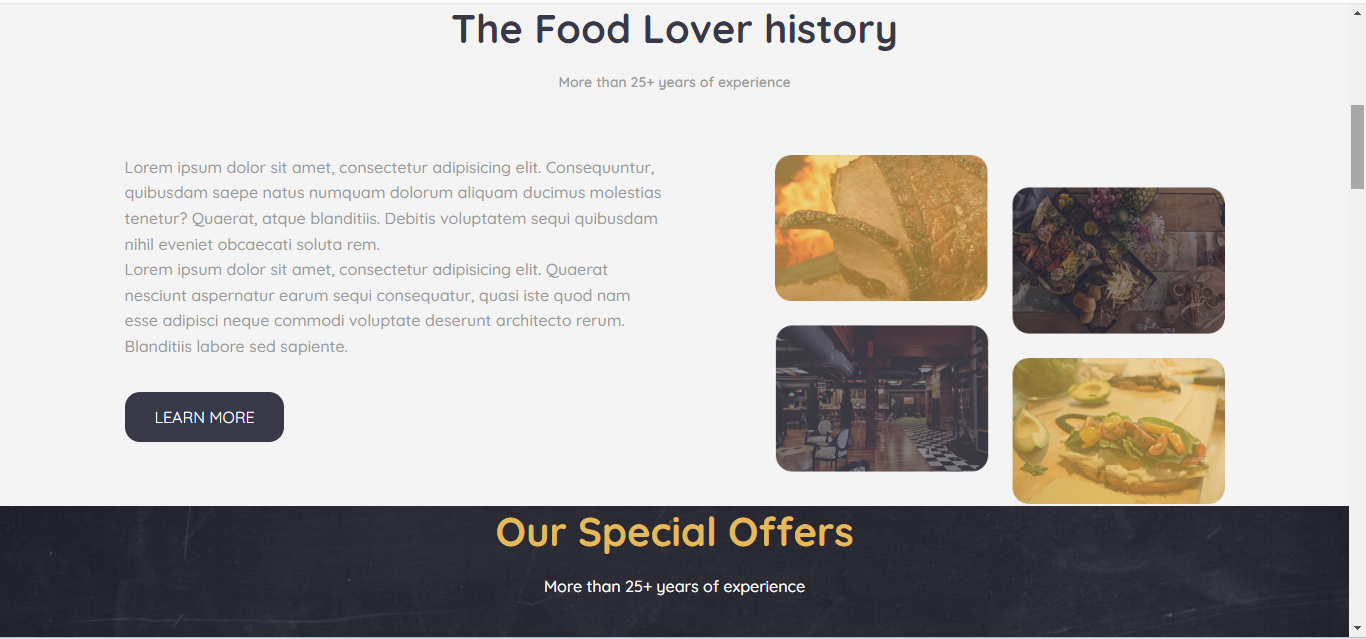 The Food Lover history
More than 25+ years of experience
Lorem ipsum dolor sit amet, consectetur adipisicing elit. Consequuntur,
quibusdam saepe natus numquam dolorum aliquam ducimus molestias
tenetur? Quaerat, atque blanditiis. Debitis voluptatem sequi quibusdam
nihil eveniet obcaecati soluta rem.
Lorem ipsum dolor sit amet, consectetur adipisicing elit. Quaerat
nesciunt aspernatur earum sequi consequatur, quasi iste quod nam
esse adipisci neque commodi voluptate deserunt architecto rerum.
Blanditiis labore sed sapiente.
LEARN MORE
Our Special Offers
More than 25+ years of experience